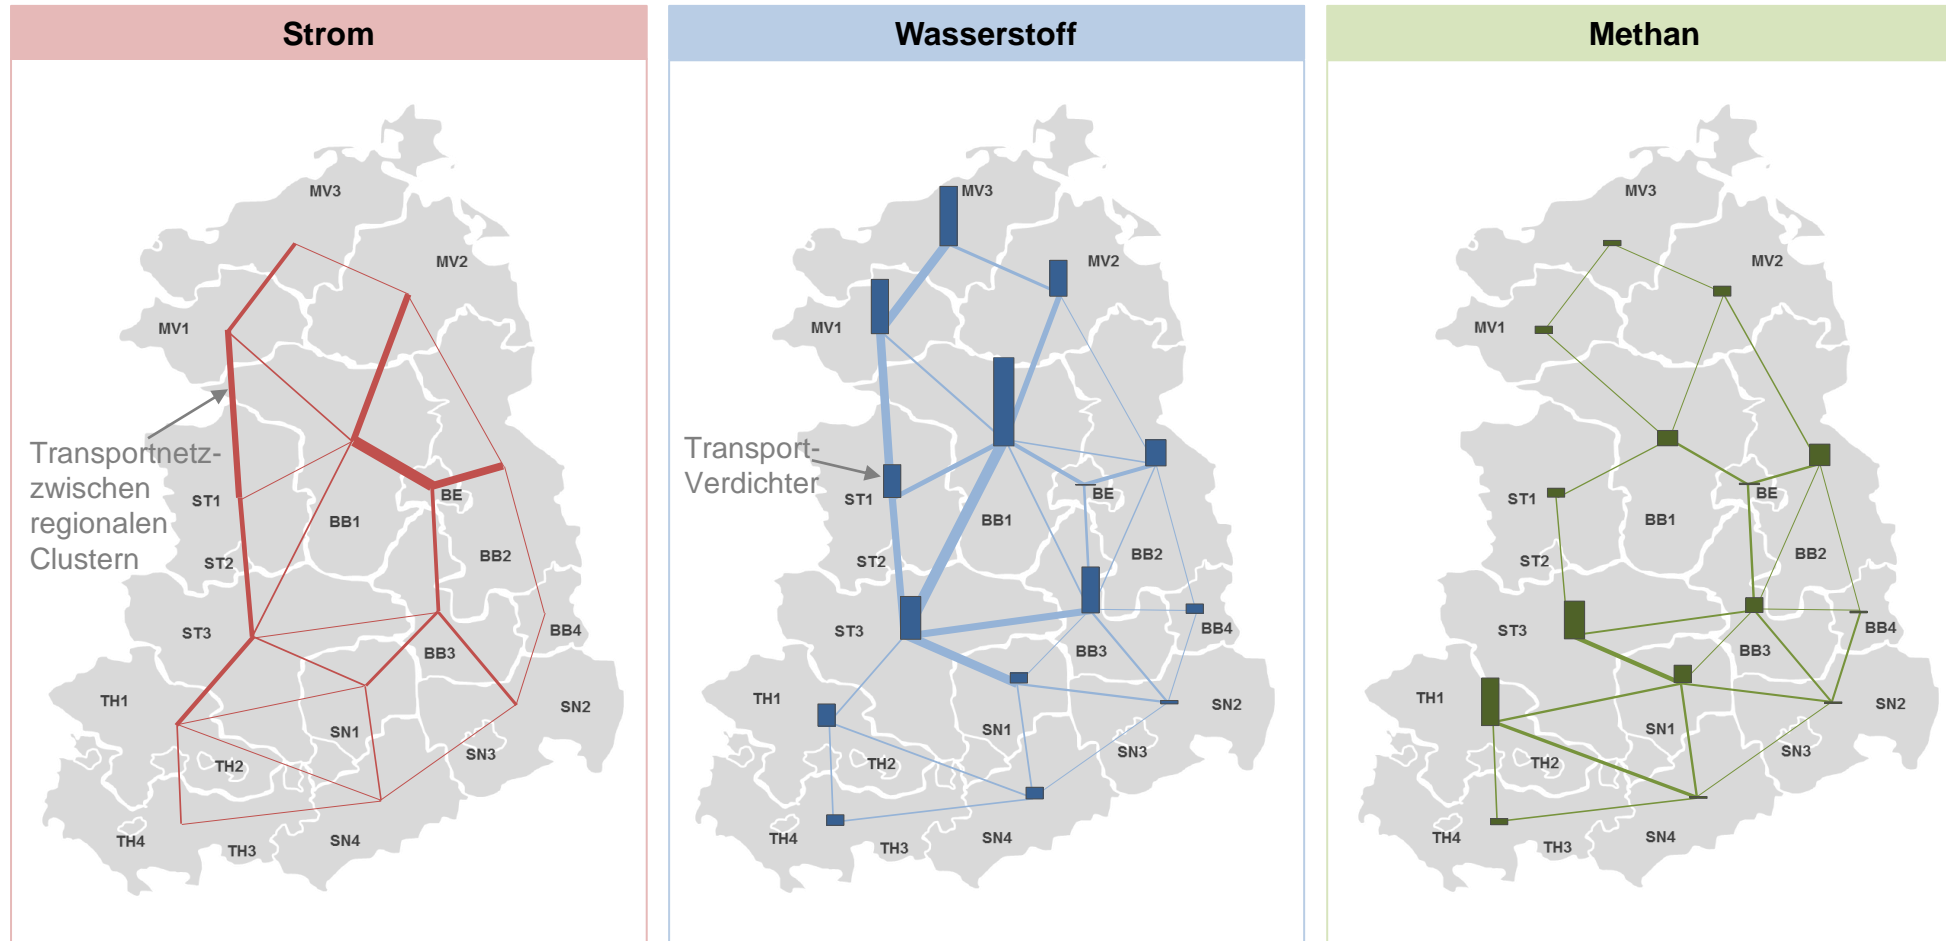 Strom
MV3
MV2
MV1
Transportnetz-
zwischen
regionalen
Clustern
ST1
BE
BB1
ST2
BB2
ST3
BB4
BB3
TH1
SN2
SN1
SN3
TH2
TH4
TH3
SN4
Wasserstoff
MV3
MV2
MV1
Transport-
Verdichter
ST1
BE
BB1
ST2
BB2
ST3
BB4
BB3
TH1
SN2
SN1
SN3
TH2
TH4
TH3
SN4
Methan
MV3
MV2
MV1
ST1
BE
BB1
ST2
BB2
ST3
BB4
BB3
TH1
SN2
SN1
SN3
TH2
TH4
TH3
SN4